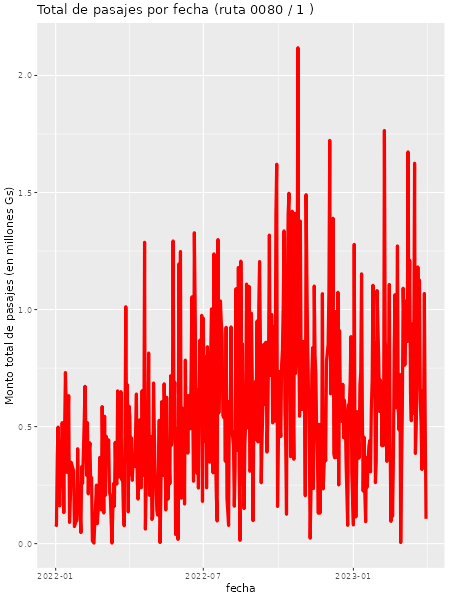 Total de pasajes por fecha (ruta 0080 / 1 )
Monto total de pasajes (en millones Gs)
2.0
1.5
1.0
0.5
0.0
2022-01
2022-07
2023-01
fecha